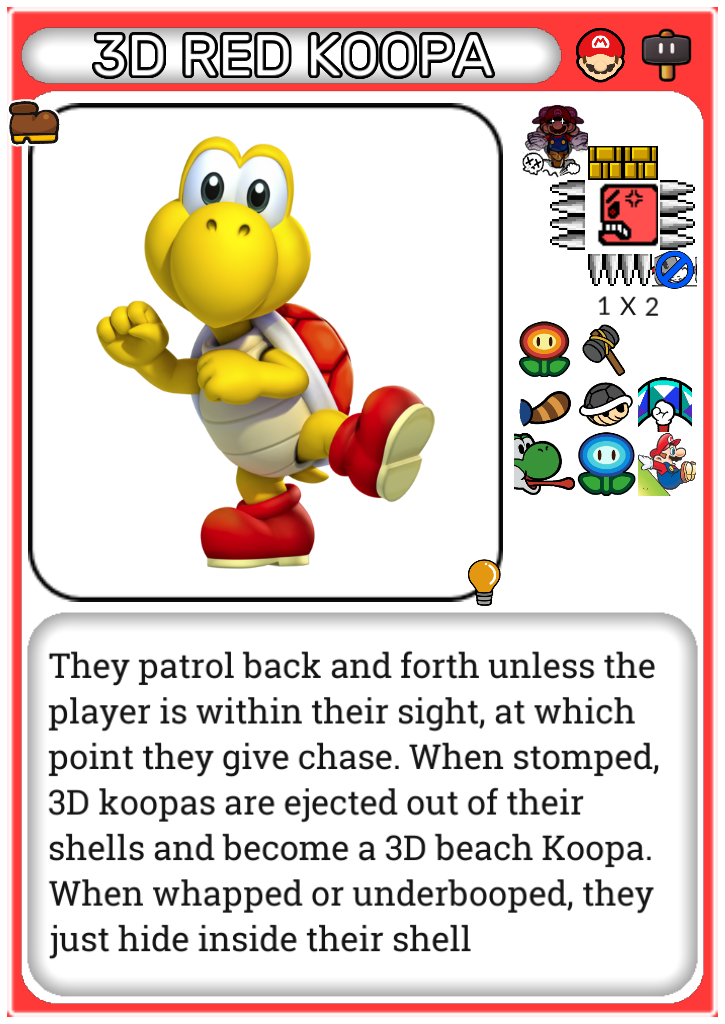 3D RED KOOPA
1 X 2
They patrol back and forth unless the
player is within their sight, at which
point they give chase. When stomped,
3D koopas are ejected out of their
shells and become a 3D beach Koopa.
When whapped or underbooped, they
just hide inside their shell